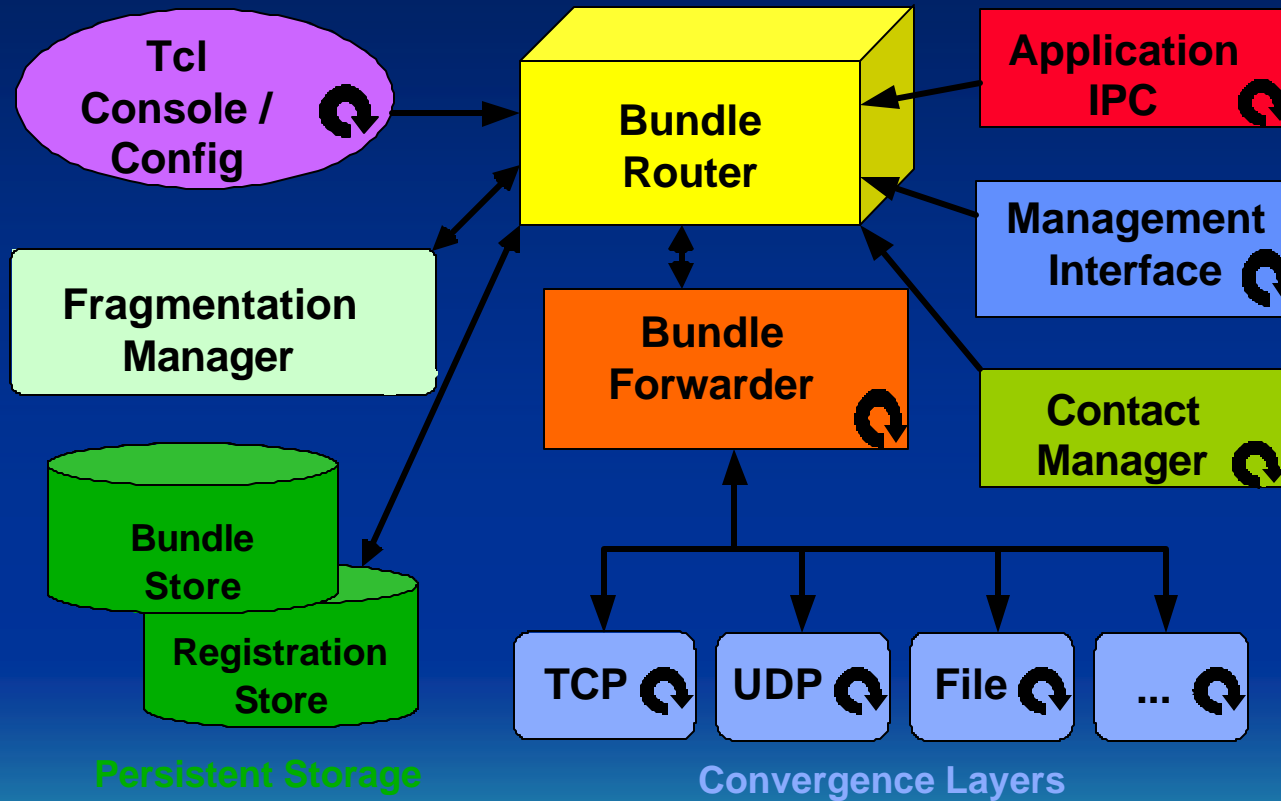 Tcl
Console /
Config
Bundle
Router
Application
IPC
Management
Interface
Fragmentation
Manager
Bundle
Forwarder
Contact
Manager
Bundle
Store
Registration
Store
TCP
UDP
File
...
Persistent Storage
Convergence Layers